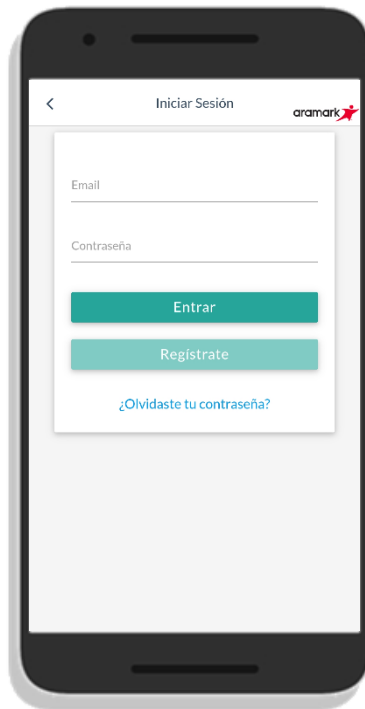 Iniciar Sesión
aramark
Email
Contraseña
Entrar
Regístrate
¿Olvidaste tu contraseña?